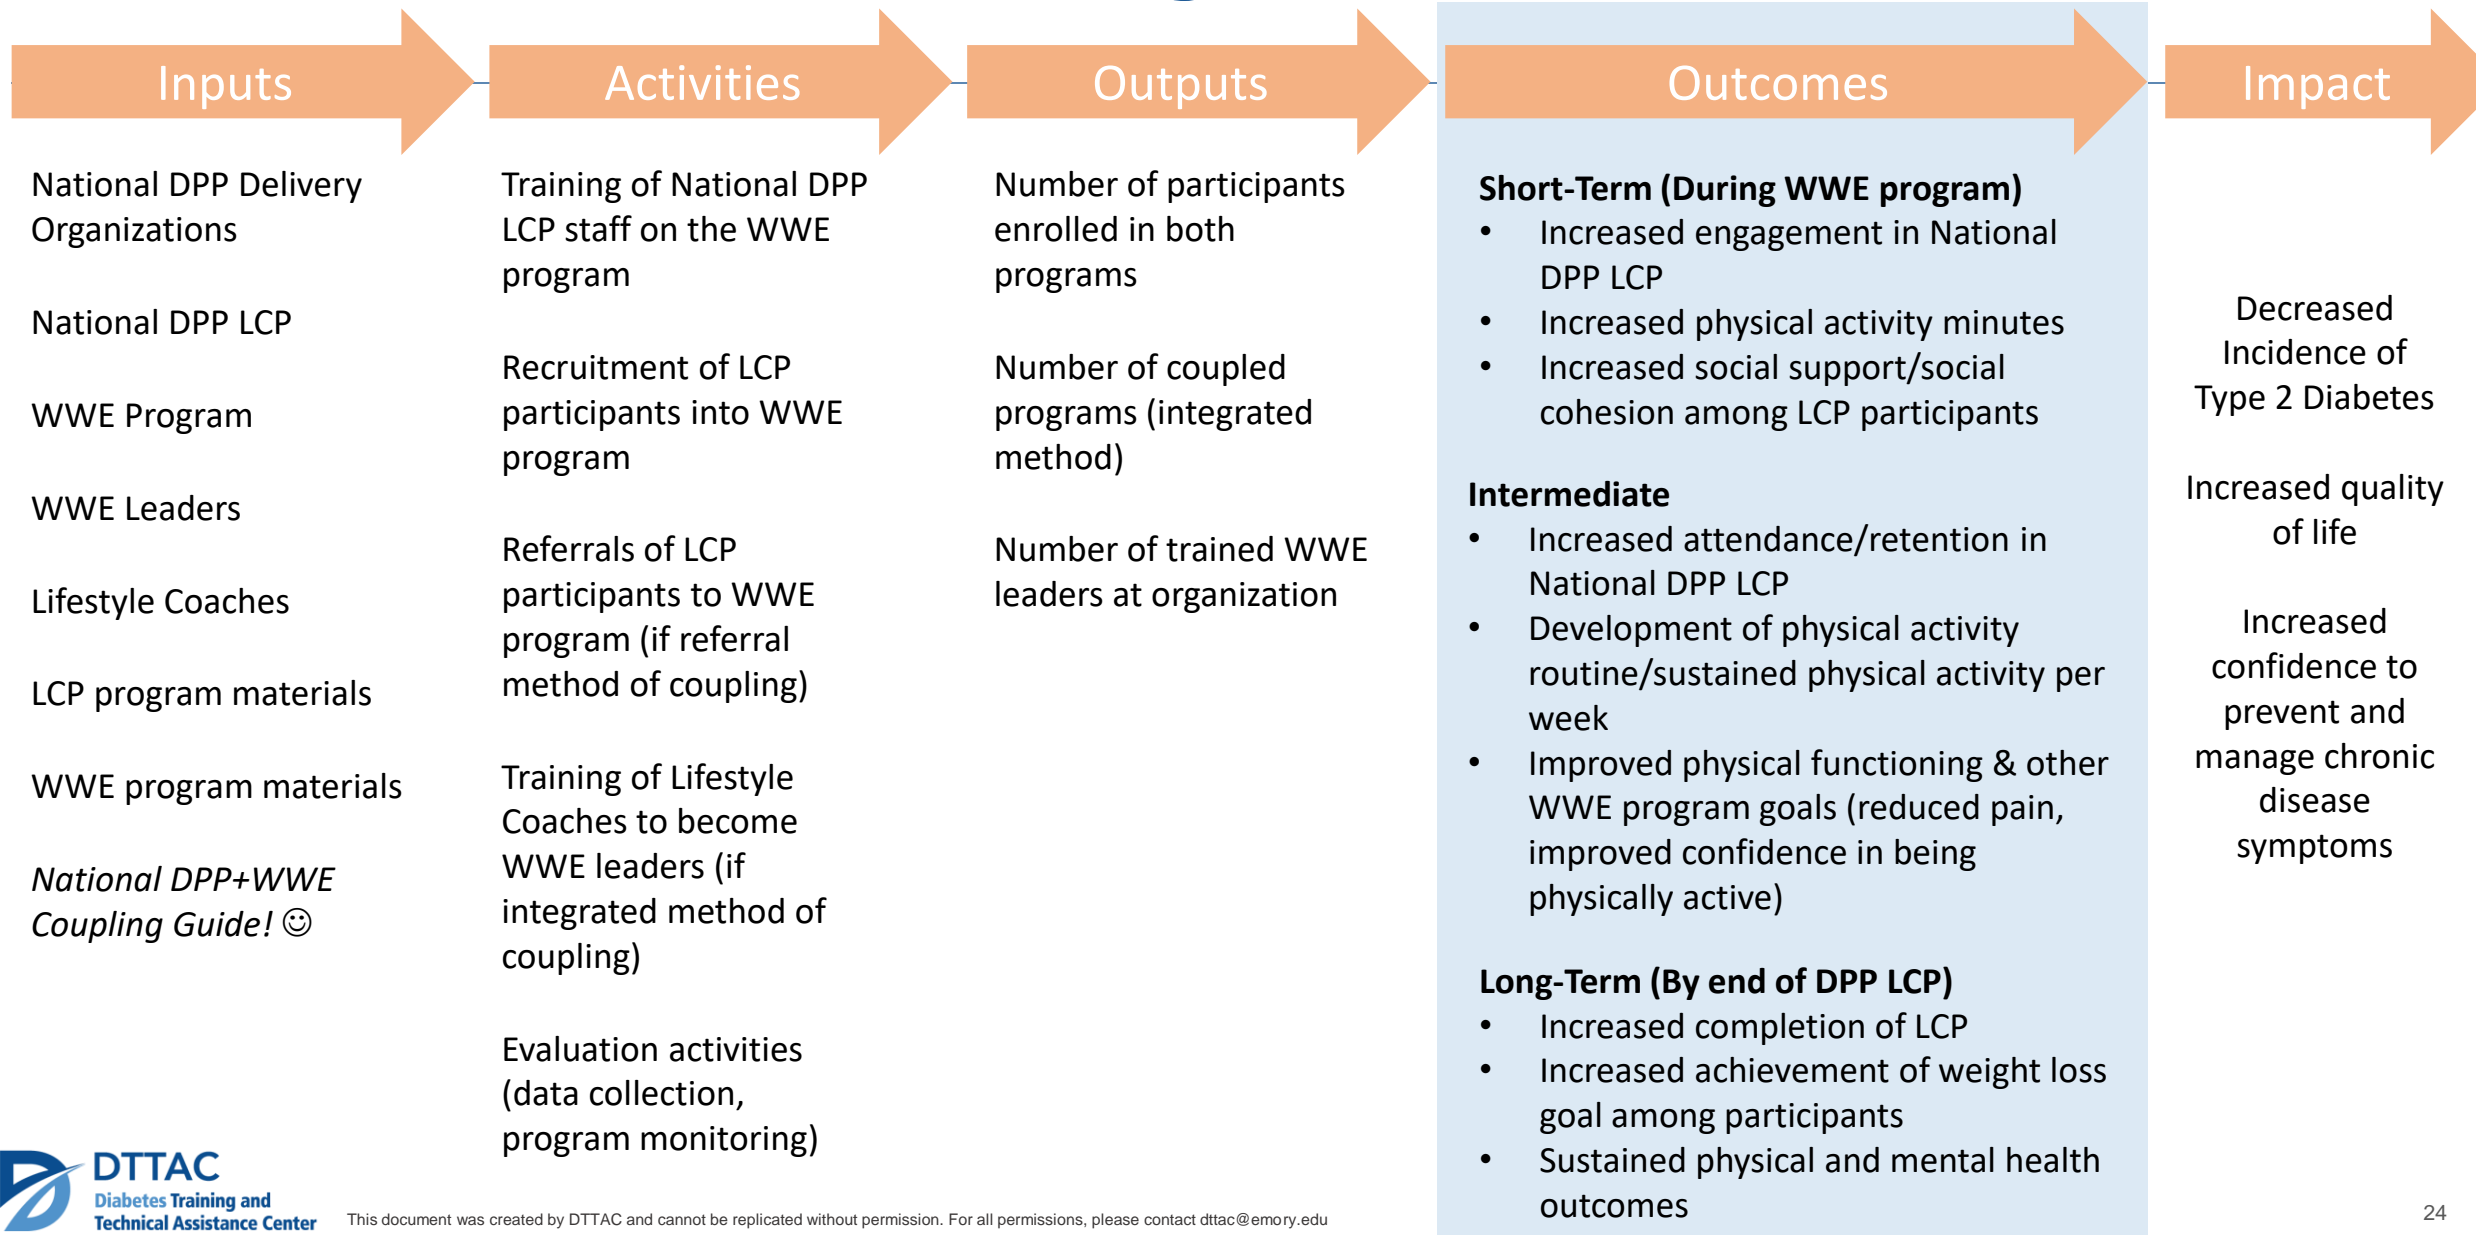 Inputs
National DPP Delivery
Organizations
National DPP LCP
WWE Program
WWE Leaders
Lifestyle Coaches
LCP program materials
WWE program materials
National DPP+WWE
Coupling Guide! ☺
Activities
Training of National DPP
LCP staff on the WWE
program
Recruitment of LCP
participants into WWE
program
Referrals of LCP
participants to WWE
program (if referral
method of coupling)
Training of Lifestyle
Coaches to become
WWE leaders (if
integrated method of
coupling)
Evaluation activities
(data collection,
program monitoring)
Outputs
Number of participants
enrolled in both
programs
Number of coupled
programs (integrated
method)
Number of trained WWE
leaders at organization
Outcomes
Short-Term (During WWE program)
• Increased engagement in National
DPP LCP
• Increased physical activity minutes
• Increased social support/social
cohesion among LCP participants
Intermediate
• Increased attendance/retention in
National DPP LCP
• Development of physical activity
routine/sustained physical activity per
week
• Improved physical functioning & other
WWE program goals (reduced pain,
improved confidence in being
physically active)
Long-Term (By end of DPP LCP)
• Increased completion of LCP
• Increased achievement of weight loss
goal among participants
• Sustained physical and mental health
outcomes
Impact
Decreased
Incidence of
Type 2 Diabetes
Increased quality
of life
Increased
confidence to
prevent and
manage chronic
disease
symptoms
DTTAC
Diabetes Training and
Technical Assistance Center
This document was created by DTTAC and cannot be replicated without permission. For all permissions, please contact dttac@emory.edu
24